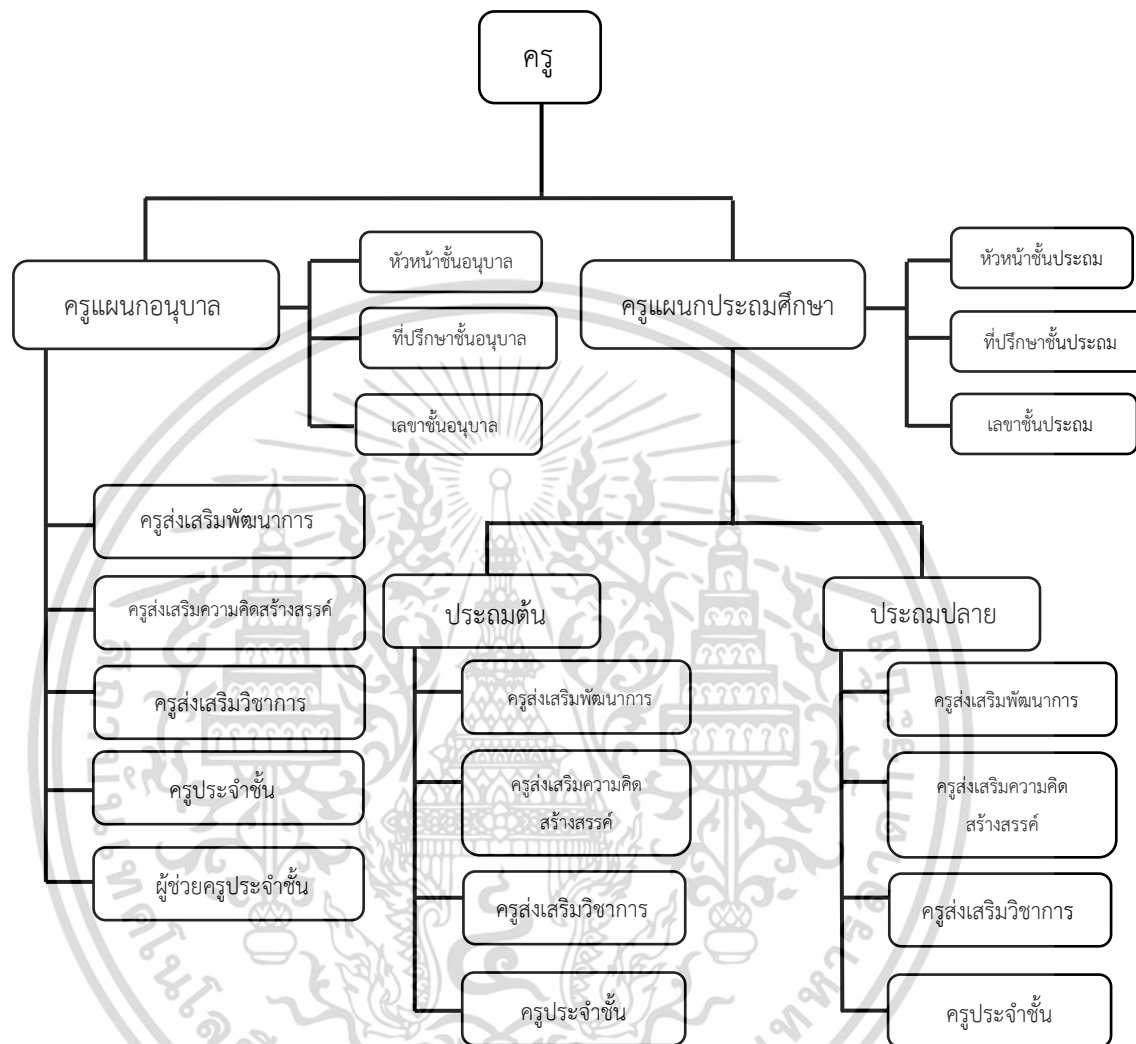 ครู
ครูแผนกอนุบาล
หัวหน้าชั้นอนุบาล
ที่ปรึกษาชั้นอนุบาล
เลขาชั้นอนุบาล
ครูแผนกประถมศึกษา
หัวหน้าชั้นประถม
ที่ปรึกษาชั้นประถม
เลขาชั้นประถม
ครูส่งเสริมพัฒนาการ
ครูส่งเสริมความคิดสร้างสรรค์
ครูส่งเสริมวิชาการ
ครูประจำชั้น
ผู้ช่วยครูประจำชั้น
ประถมต้น
ครูส่งเสริมพัฒนาการ
ครูส่งเสริมความคิด
สร้างสรรค์
ครูส่งเสริมวิชาการ
ครูประจำชั้น
ประถมปลาย
ครูส่งเสริมพัฒนาการ
ครูส่งเสริมความคิด
สร้างสรรค์
ครูส่งเสริมวิชาการ
ครูประจำชั้น